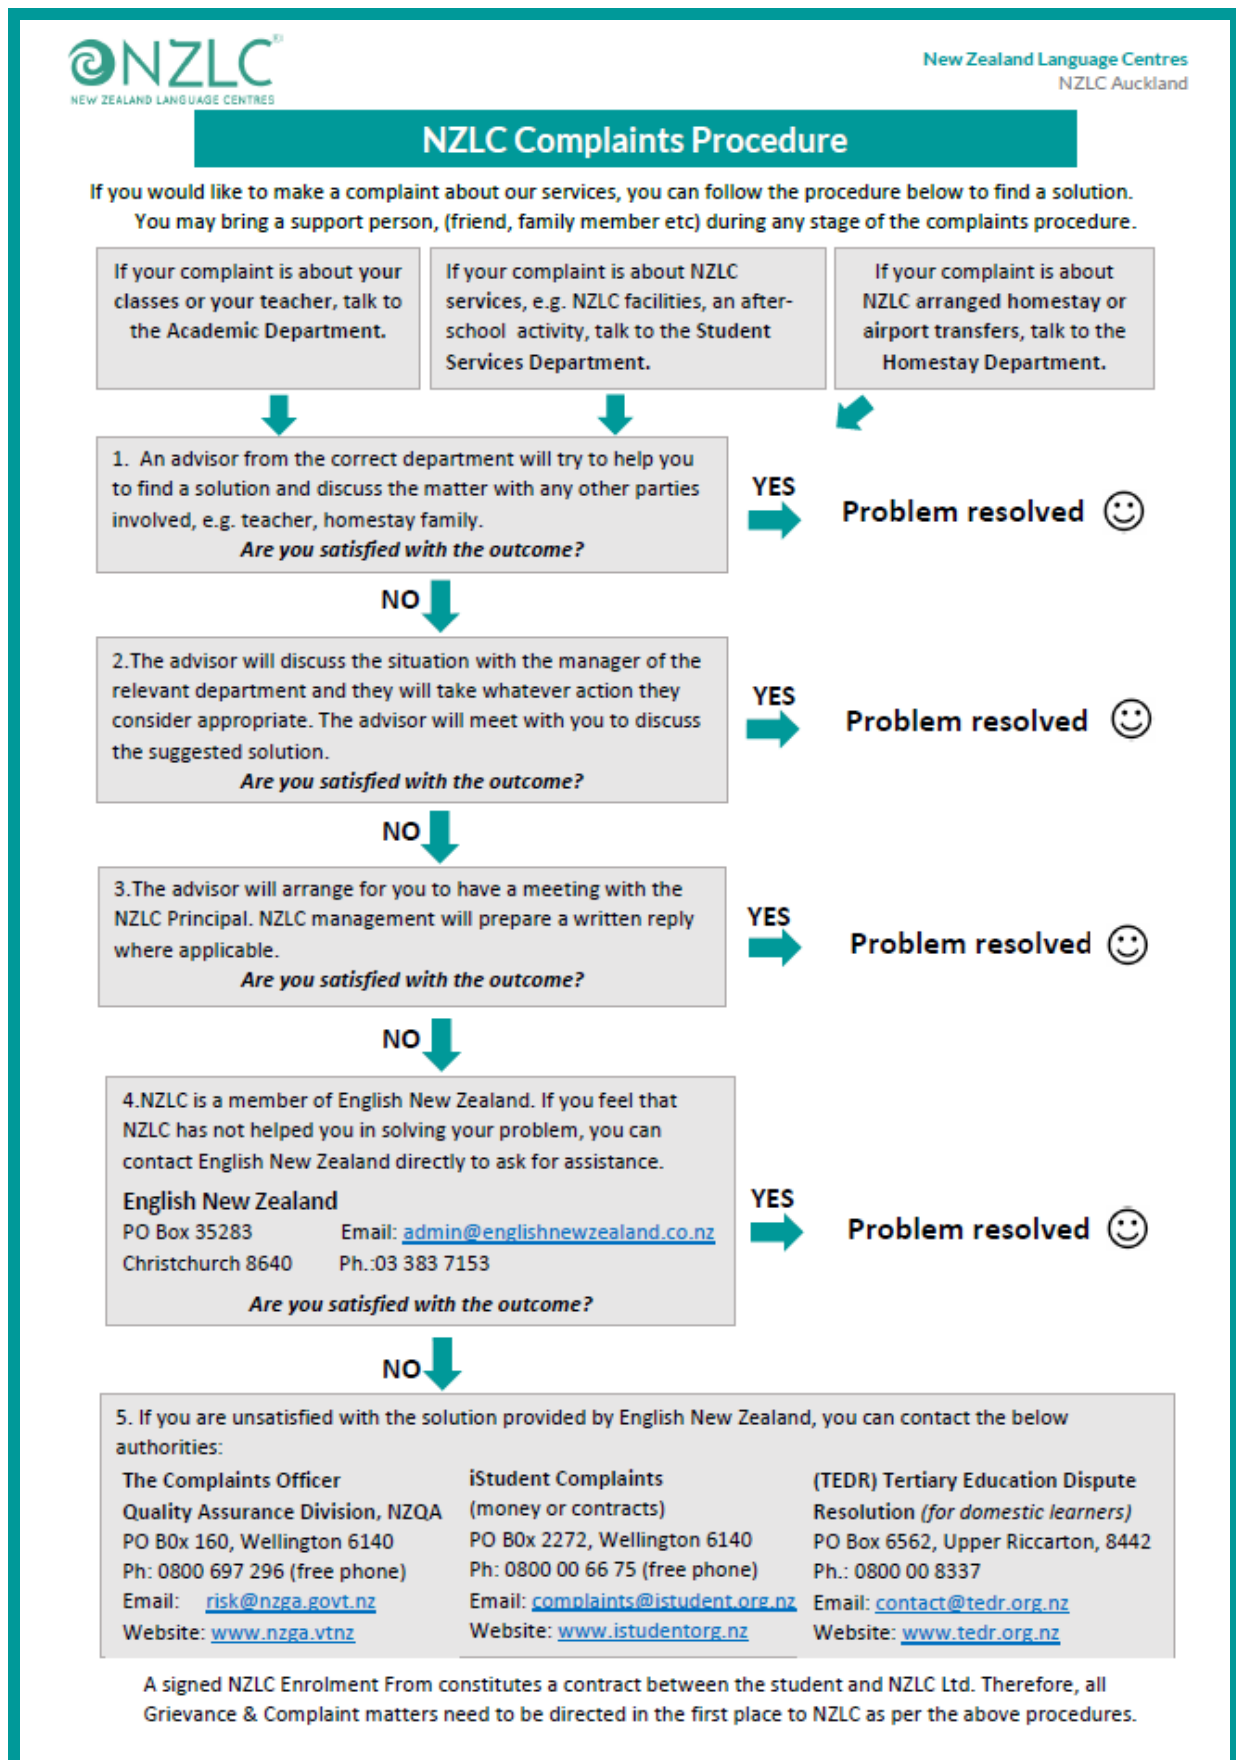 NZLC
NEW ZEALAND LANGUAGE CENTRES
New Zealand Language Centres
NZLC Auckland
NZLC Complaints Procedure
If you would like to make a complaint about our services, you can follow the procedure below to find a solution.
You may bring a support person, (friend, family member etc) during any stage of the complaints procedure.
If your complaint is about your
classes or your teacher, talk to
the Academic Department.
If your complaint is about NZLC
services, e.g. NZLC facilities, an after-
school activity, talk to the Student
Services Department.
If your complaint is about
NZLC arranged homestay or
airport transfers, talk to the
Homestay Department.
1. An advisor from the correct department will try to help you
to find a solution and discuss the matter with any other parties
involved, e.g. teacher, homestay family.
Are you satisfied with the outcome?
YES
Problem resolved
NO
2.The advisor will discuss the situation with the manager of the
relevant department and they will take whatever action they
consider appropriate. The advisor will meet with you to discuss
the suggested solution.
Are you satisfied with the outcome?
YES
Problem resolved
NO
3.The advisor will arrange for you to have a meeting with the
NZLC Principal. NZLC management will prepare a written reply
where applicable.
Are you satisfied with the outcome?
YES
Problem resolved
NO
4.NZLC is a member of English New Zealand. If you feel that
NZLC has not helped you in solving your problem, you can
contact English New Zealand directly to ask for assistance.
English New Zealand
PO Box 35283 Email: admin@englishnewzealand.co.nz
Christchurch 8640 Ph.:03 383 7153
Are you satisfied with the outcome?
YES
Problem resolved
NO
5. If you are unsatisfied with the solution provided by English New Zealand, you can contact the below
authorities:
The Complaints Officer
Quality Assurance Division, NZQA
PO B0x 160, Wellington 6140
Ph: 0800 697 296 (free phone)
Email: risk@nzga.govt.nz
Website: www.nzga.vtnz
iStudent Complaints
(money or contracts)
PO B0x 2272, Wellington 6140
Ph: 0800 00 66 75 (free phone)
Email: complaints@istudent.org.nz
Website: www.istudentorg.nz
(TEDR) Tertiary Education Dispute
Resolution (for domestic learners)
PO Box 6562, Upper Riccarton, 8442
Ph.: 0800 00 8337
Email: contact@tedr.org.nz
Website: www.tedr.org.nz
A signed NZLC Enrolment From constitutes a contract between the student and NZLC Ltd. Therefore, all
Grievance & Complaint matters need to be directed in the first place to NZLC as per the above procedures.